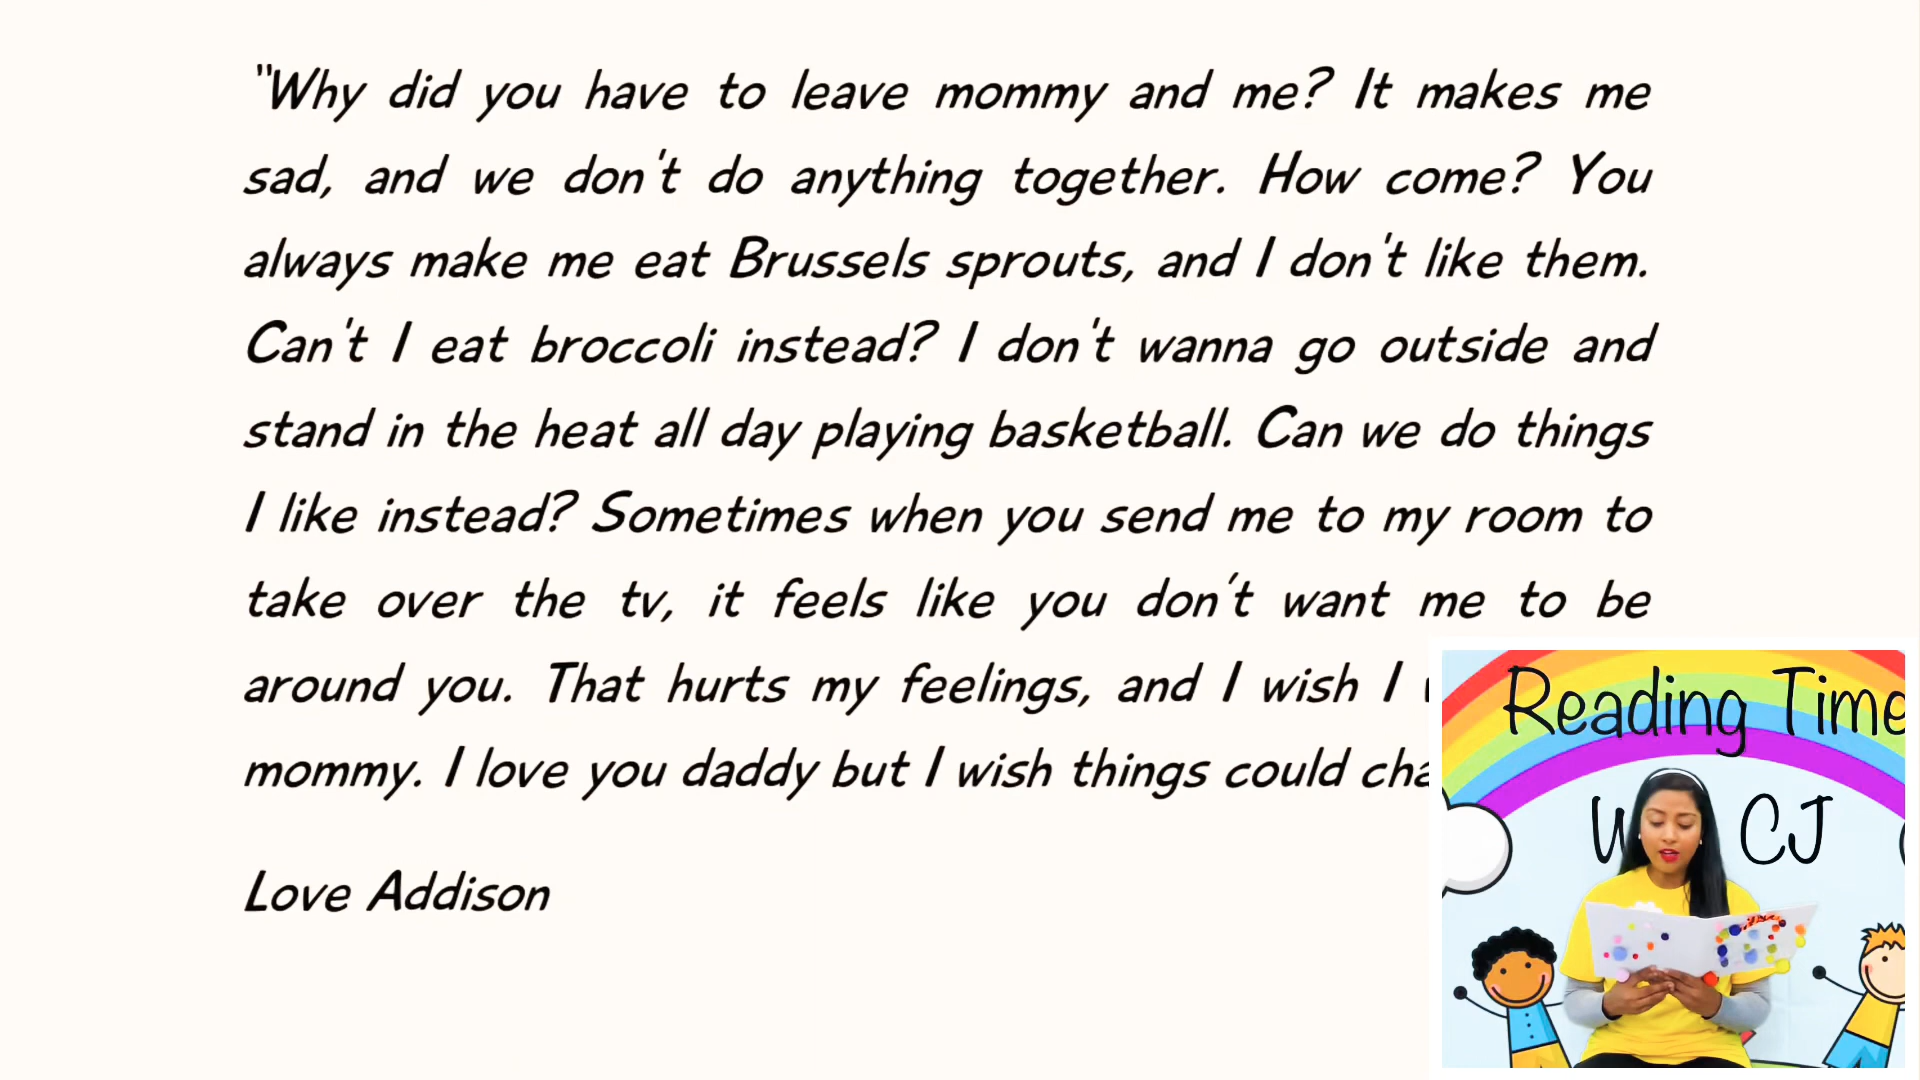 "Why did you have to leave mommy and me? It makes me
sad, and we don't do anything together. How come? You
always make me eat Brussels sprouts, and I don't like them.
Can't I eat broccoli instead? I don't wanna go outside and
stand in the heat all day playing basketball. Can we do things
I like instead? Sometimes when you send me to my room to
take over the tv, it feels like you don't want me to be
around you. That hurts my feelings, and I wish I
mommy. I love you daddy but I wish things could
Love Addison
Reading Time
CJ